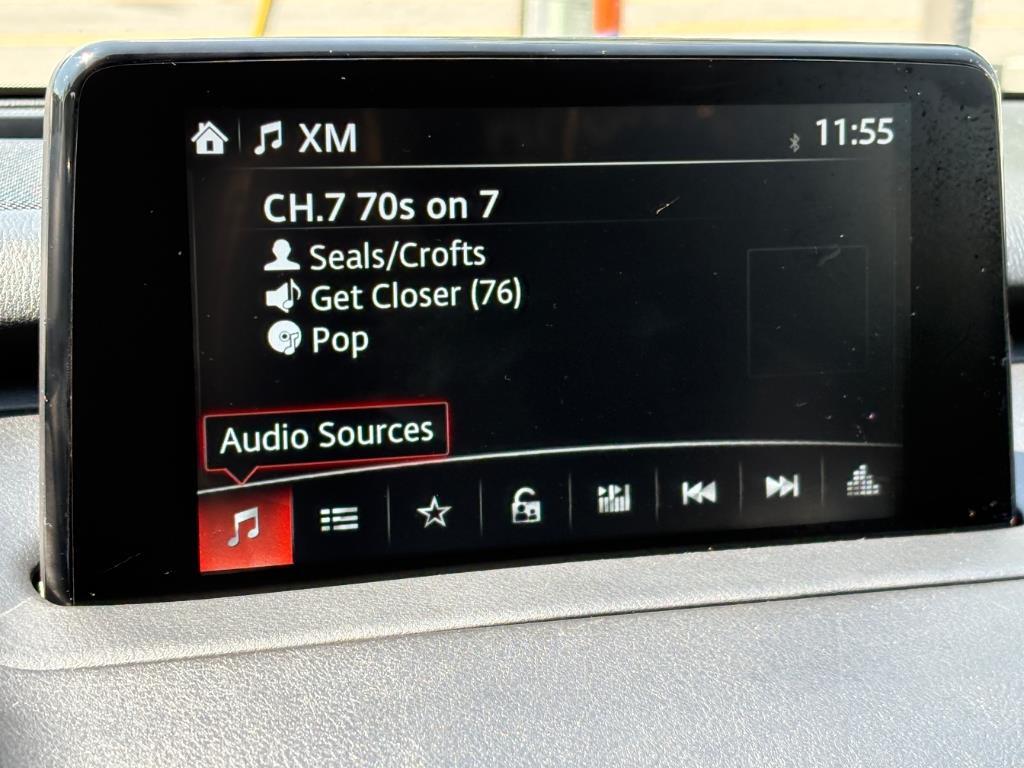 XM
11:55
CH.7 70s on 7
Seals/Crofts
Get Closer (76)
Pop
Audio Sources